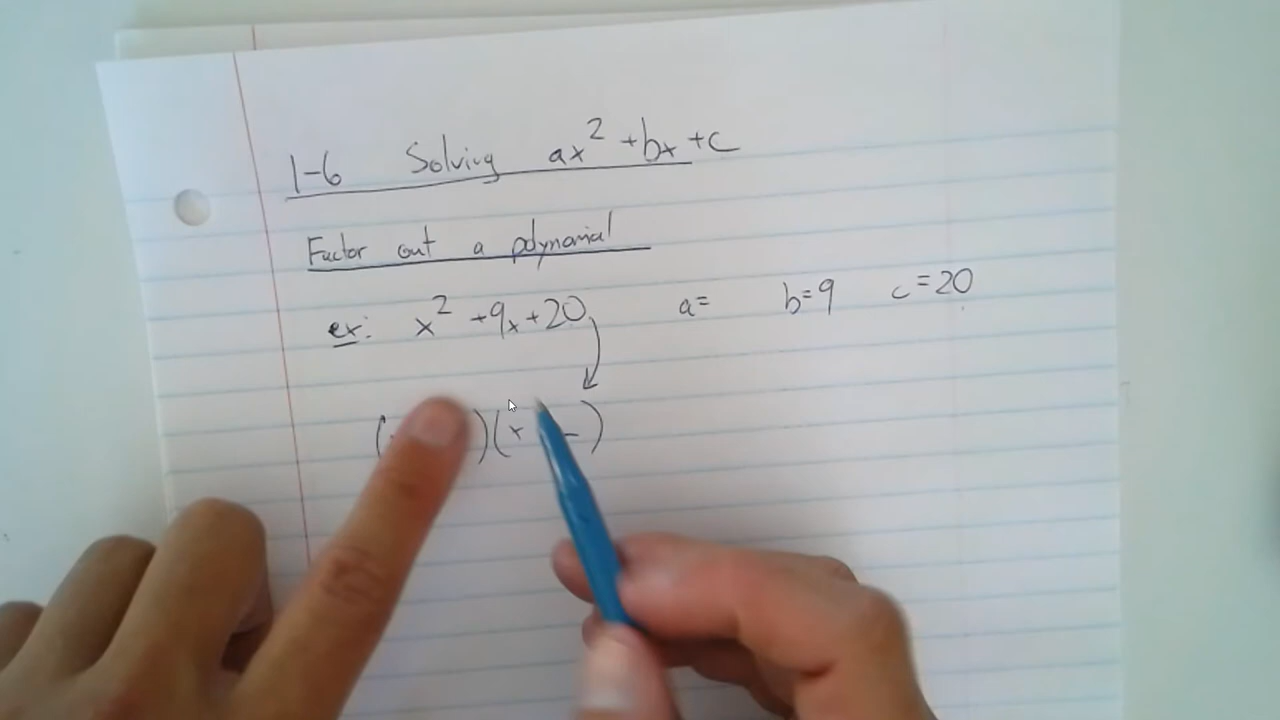 1-6 Solving ax² +bx +c
Factor out a polynomial
ex: x² +9x+20 a= b=9 c=20
( )(x )